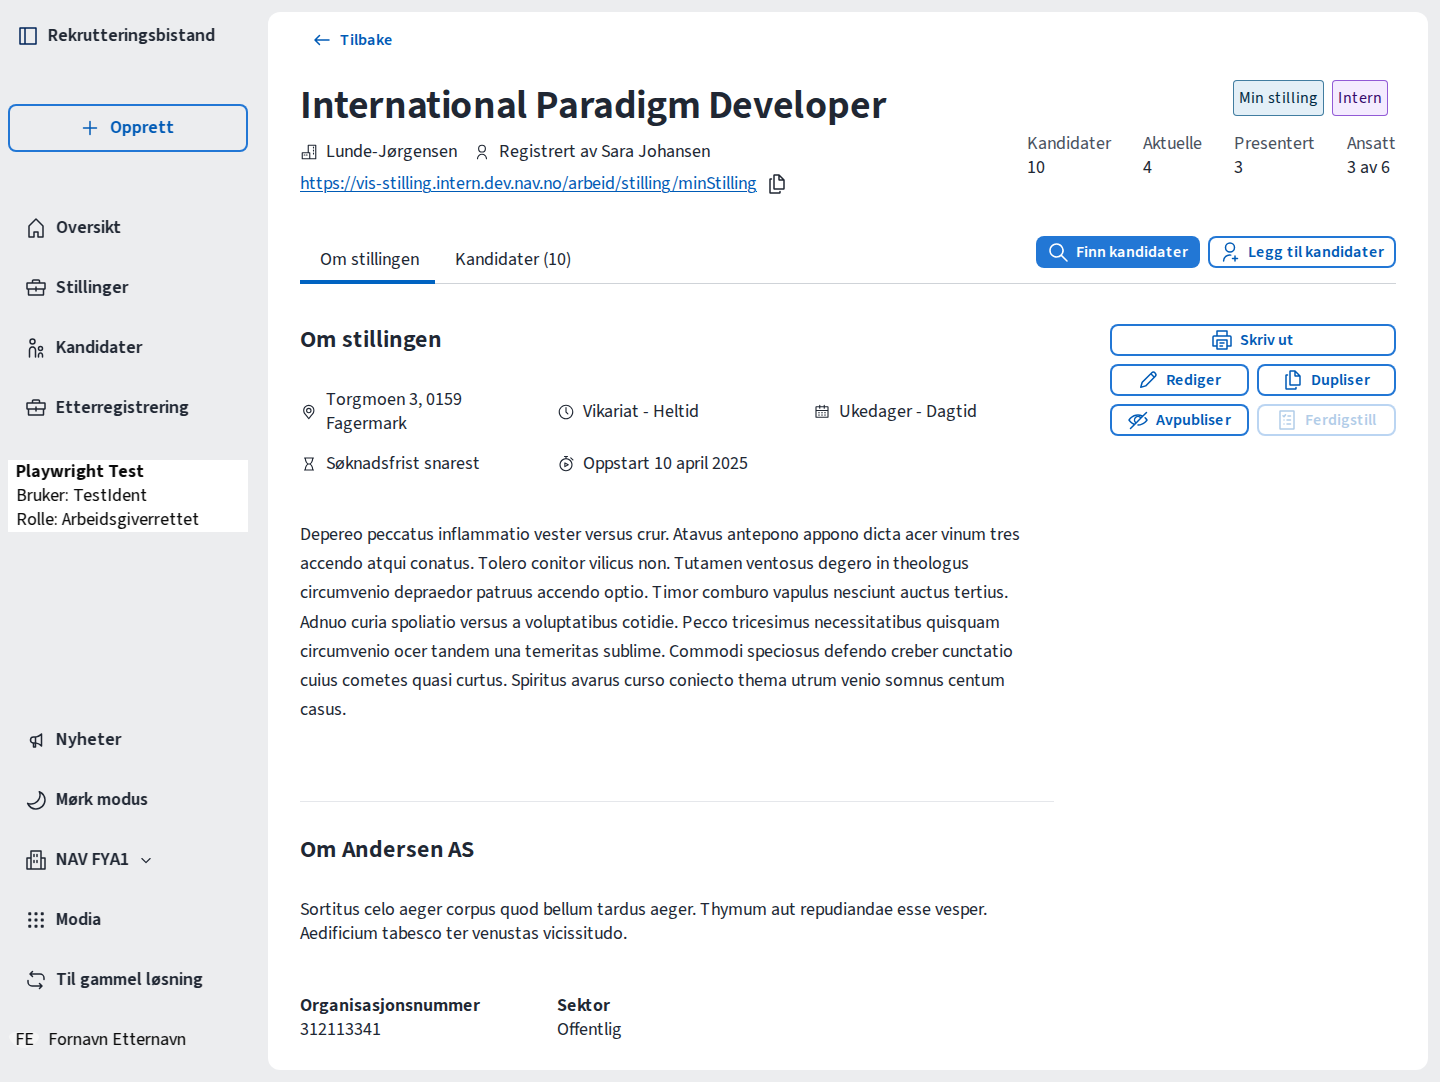 Rekrutteringsbistand
Opprett
Oversikt
Stillinger
Kandidater
Etterregistrering
Playwright Test
Bruker: TestIdent
Rolle: Arbeidsgiverrettet
Nyheter
Mørk modus
NAV FYA1
Modia
Til gammel løsning
FE Fornavn Etternavn
Tilbake
International Paradigm Developer
Min stilling Intern
Lunde-Jørgensen Registrert av Sara Johansen
https://vis-stilling.intern.dev.nav.no/arbeid/stilling/minStilling
Kandidater Aktuelle Presentert Ansatt
10 4 3 3 av 6
Om stillingen Kandidater (10)
Finn kandidater Legg til kandidater
Om stillingen
Torgmoen 3, 0159
Fagermark
Vikariat - Heltid
Ukedager - Dagtid
Søknadsfrist snarest
Oppstart 10 april 2025
Skriv ut
Rediger Dupliser
Avpubliser Ferdigstill
Depereo peccatus inflammatio vester versus crur. Atavus antepono appono dicta acer vinum tres
accendo atqui conatus. Tolero conitor vilicus non. Tutamen ventosus degero in theologus
circumvenio depraedor patruus accendo optio. Timor comburo vapulus nesciunt auctus tertius.
Adnuo curia spoliatio versus a voluptatibus cotidie. Pecco tricesimus necessitatibus quisquam
circumvenio ocer tandem una temeritas sublime. Commodi speciosus defendo creber cunctatio
cuius cometes quasi curtus. Spiritus avarus curso coniecto thema utrum venio somnus centum
casus.
Om Andersen AS
Sortitus celo aeger corpus quod bellum tardus aeger. Thymum aut repudiandae esse vesper.
Aedificium tabesco ter venustas vicissitudo.
Organisasjonsnummer Sektor
312113341 Offentlig